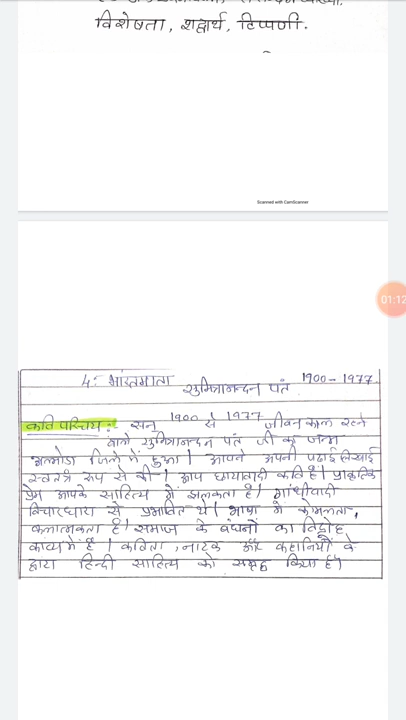 विशेषता, शब्दार्थ, टिप्पणी.
Scanned with CamScanner
01:12
4. भारतमाता सुमित्रानन्दन पंत 1900-1977.
कवि परिचय :- सन् 1900 से 1977 जीवन काल रहने
वाले सुमित्रानन्दन पंत जी का जन्म
अल्मोडा जिले में हुआ। आपने अपनी पढाई लिखाई
स्वतंत्र रूप से की। आप छायावादी कवि है। प्राकृतिक
प्रेम आपके साहित्य में झलकता है। गांधीवादी
विचारधारा से प्रभावित थे। भाषा में कोमलता,
कलात्मकता है। समाज के बंधनों का विद्रोह
काव्य में है। कविता, नाटक और कहानियों के
द्वारा हिन्दी साहित्य को समृद्ध किया है।